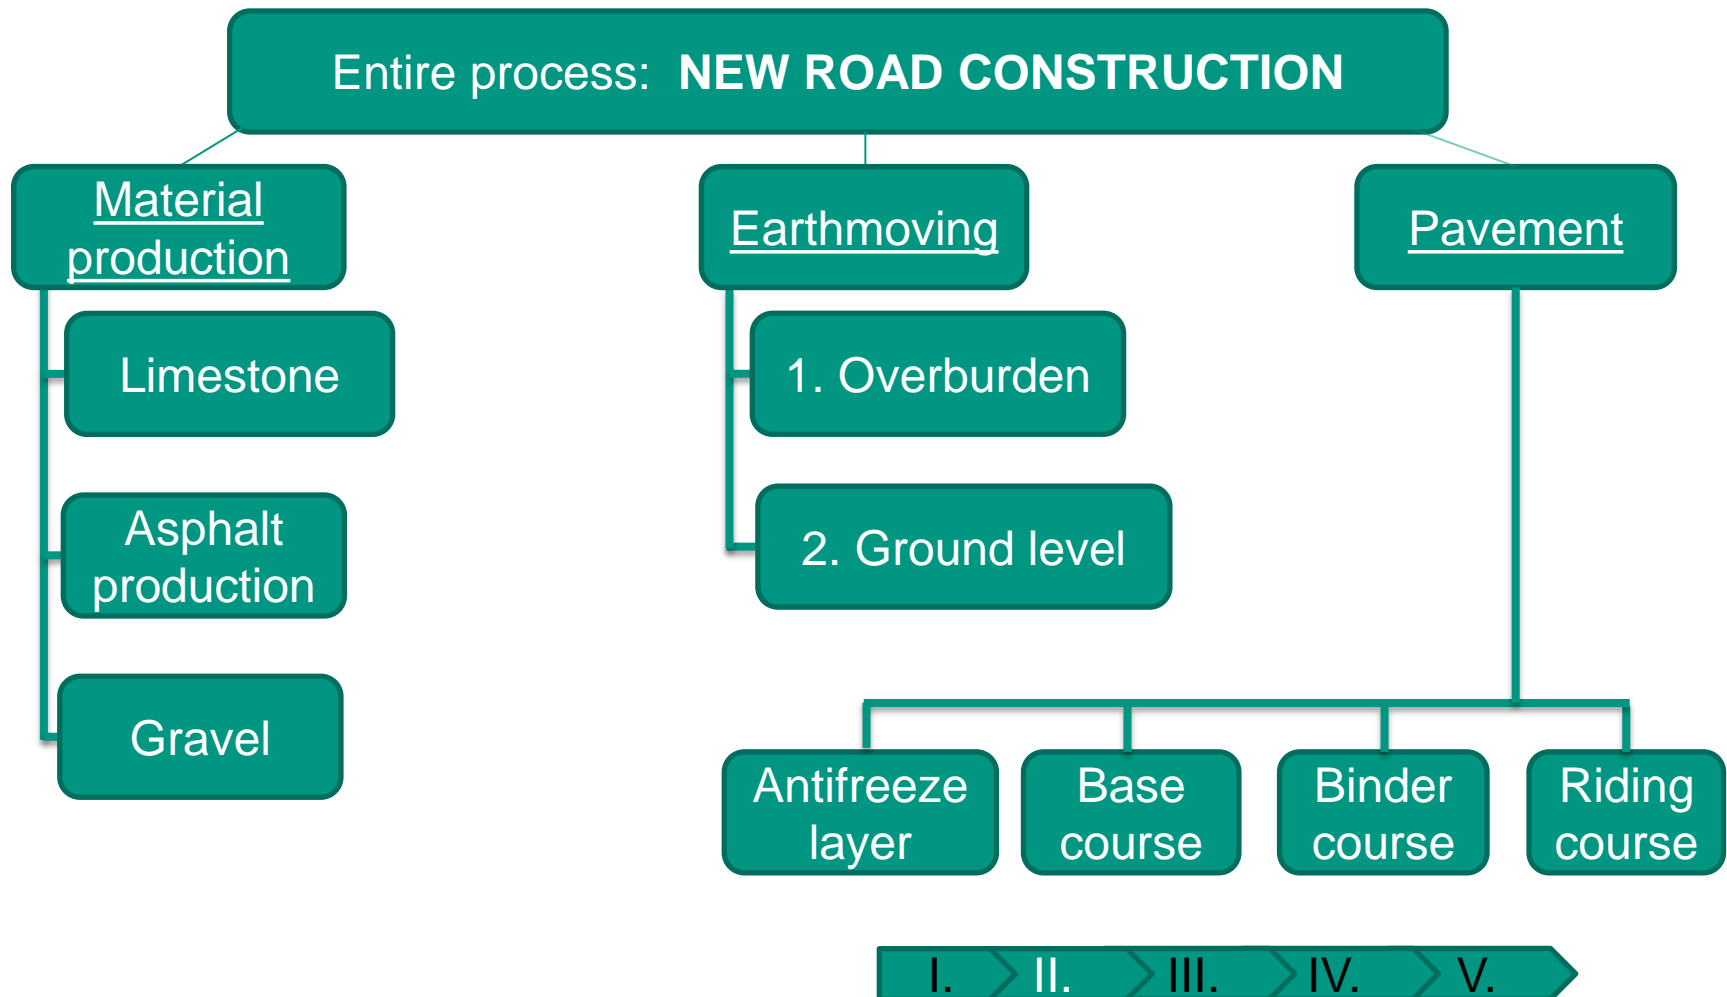 Entire process: NEW ROAD CONSTRUCTION
Material
production
Earthmoving
Pavement
Limestone
1. Overburden
Asphalt
production
2. Ground level
Gravel
Antifreeze
layer
Base
course
Binder
course
Riding
course
I. II. III. IV. V.